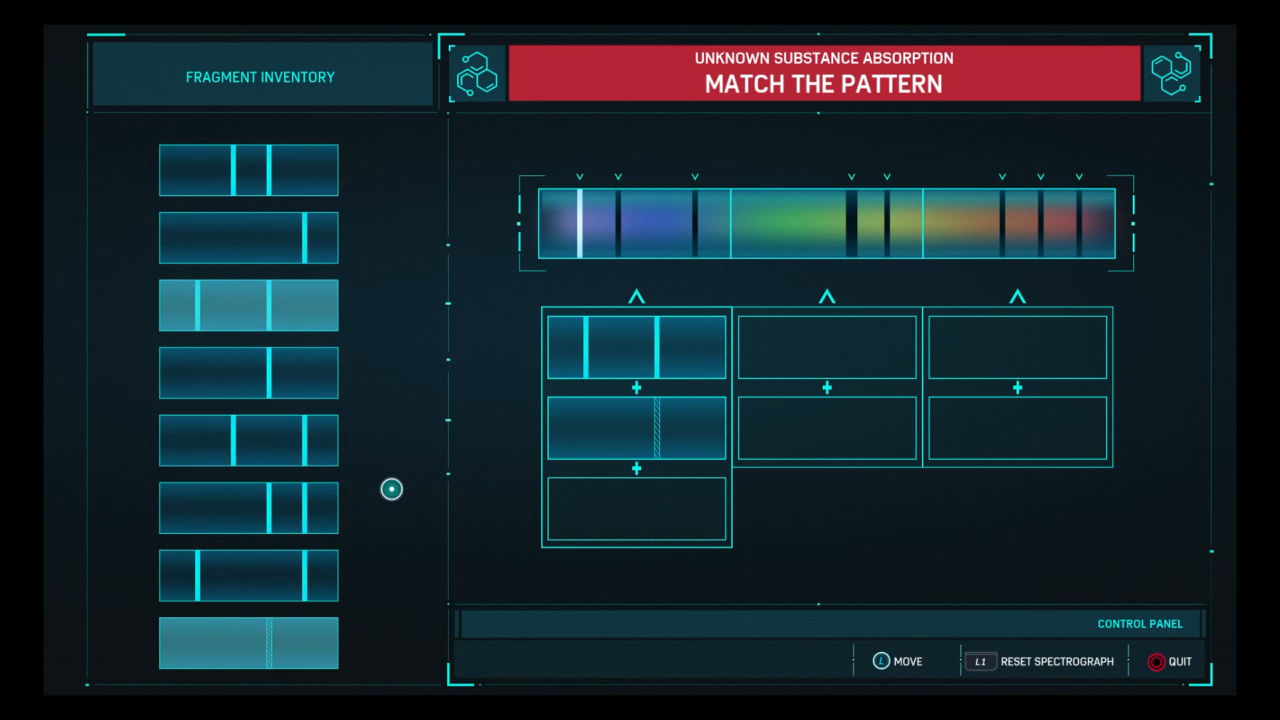 FRAGMENT INVENTORY
UNKNOWN SUBSTANCE ABSORPTION
MATCH THE PATTERN
CONTROL PANEL
L MOVE
L1 RESET SPECTROGRAPH
QUIT